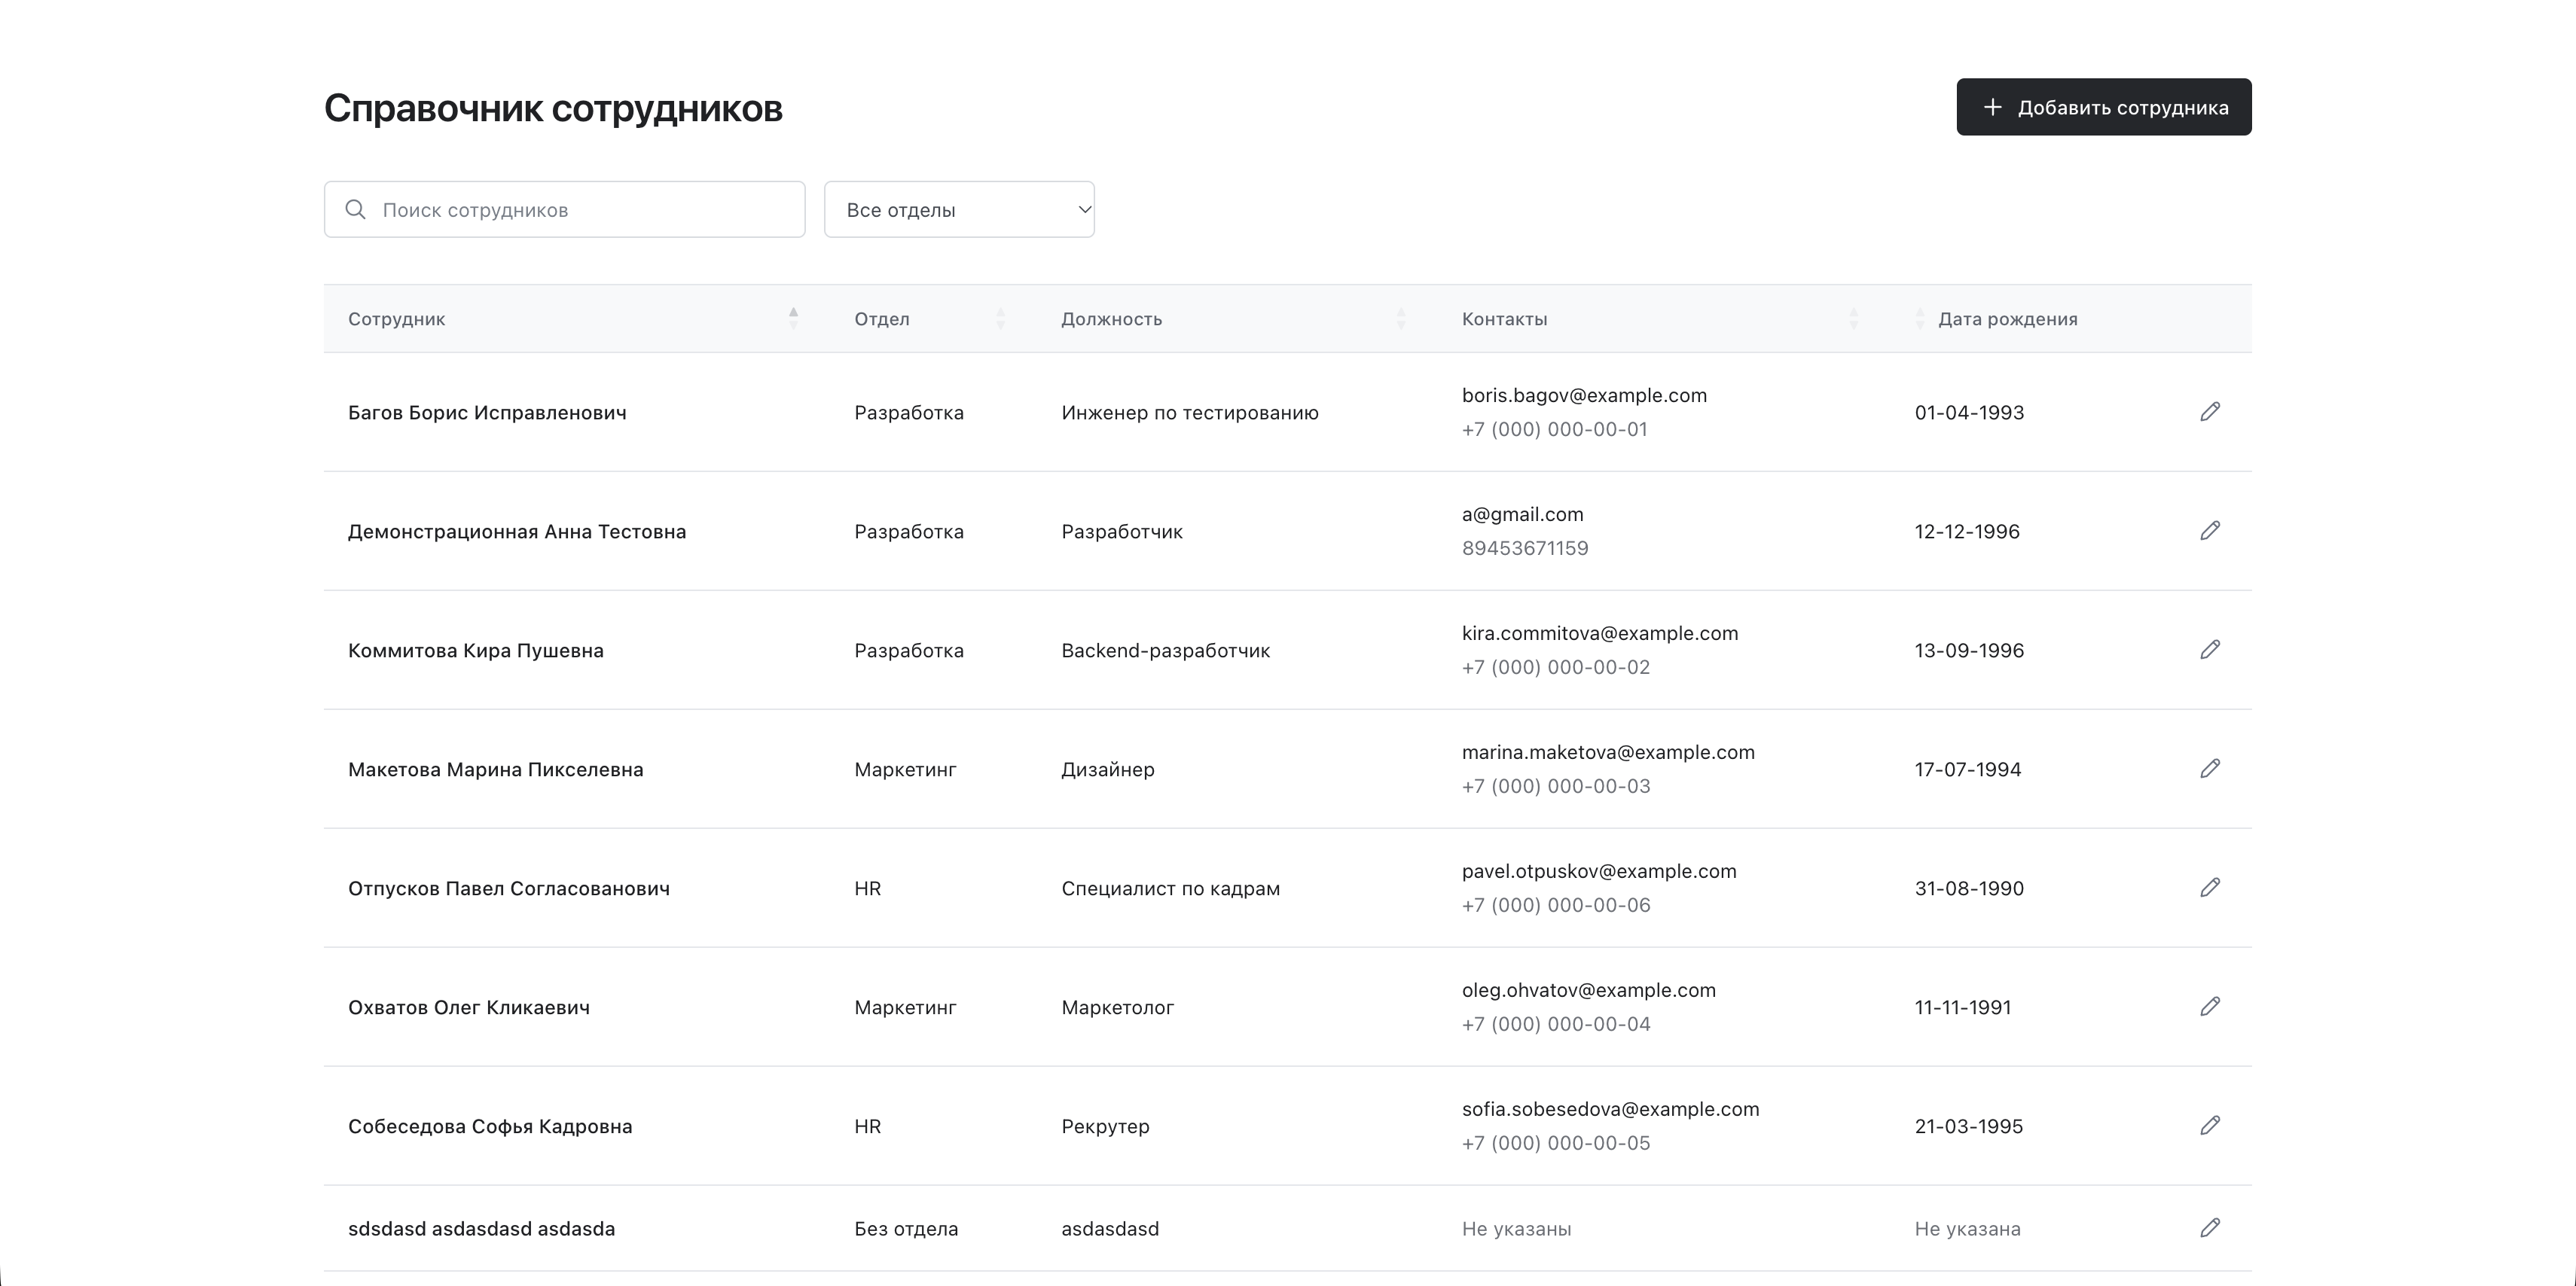 Справочник сотрудников
+ Добавить сотрудника
Поиск сотрудников
Все отделы
Сотрудник Отдел Должность Контакты Дата рождения
Багов Борис Исправленович Разработка Инженер по тестированию boris.bagov@example.com 01-04-1993
+7 (000) 000-00-01
Демонстрационная Анна Тестовна Разработка Разработчик a@gmail.com 12-12-1996
89453671159
Коммитова Кира Пушевна Разработка Backend-разработчик kira.commitova@example.com 13-09-1996
+7 (000) 000-00-02
Макетова Марина Пикселевна Маркетинг Дизайнер marina.maketova@example.com 17-07-1994
+7 (000) 000-00-03
Отпусков Павел Согласованович HR Специалист по кадрам pavel.otpuskov@example.com 31-08-1990
+7 (000) 000-00-06
Охватов Олег Кликаевич Маркетинг Маркетолог oleg.ohvatov@example.com 11-11-1991
+7 (000) 000-00-04
Собеседова Софья Кадровна HR Рекрутер sofia.sobesedova@example.com 21-03-1995
+7 (000) 000-00-05
sdsdasd asdasdasd asdasda Без отдела asdasdasd Не указаны Не указана